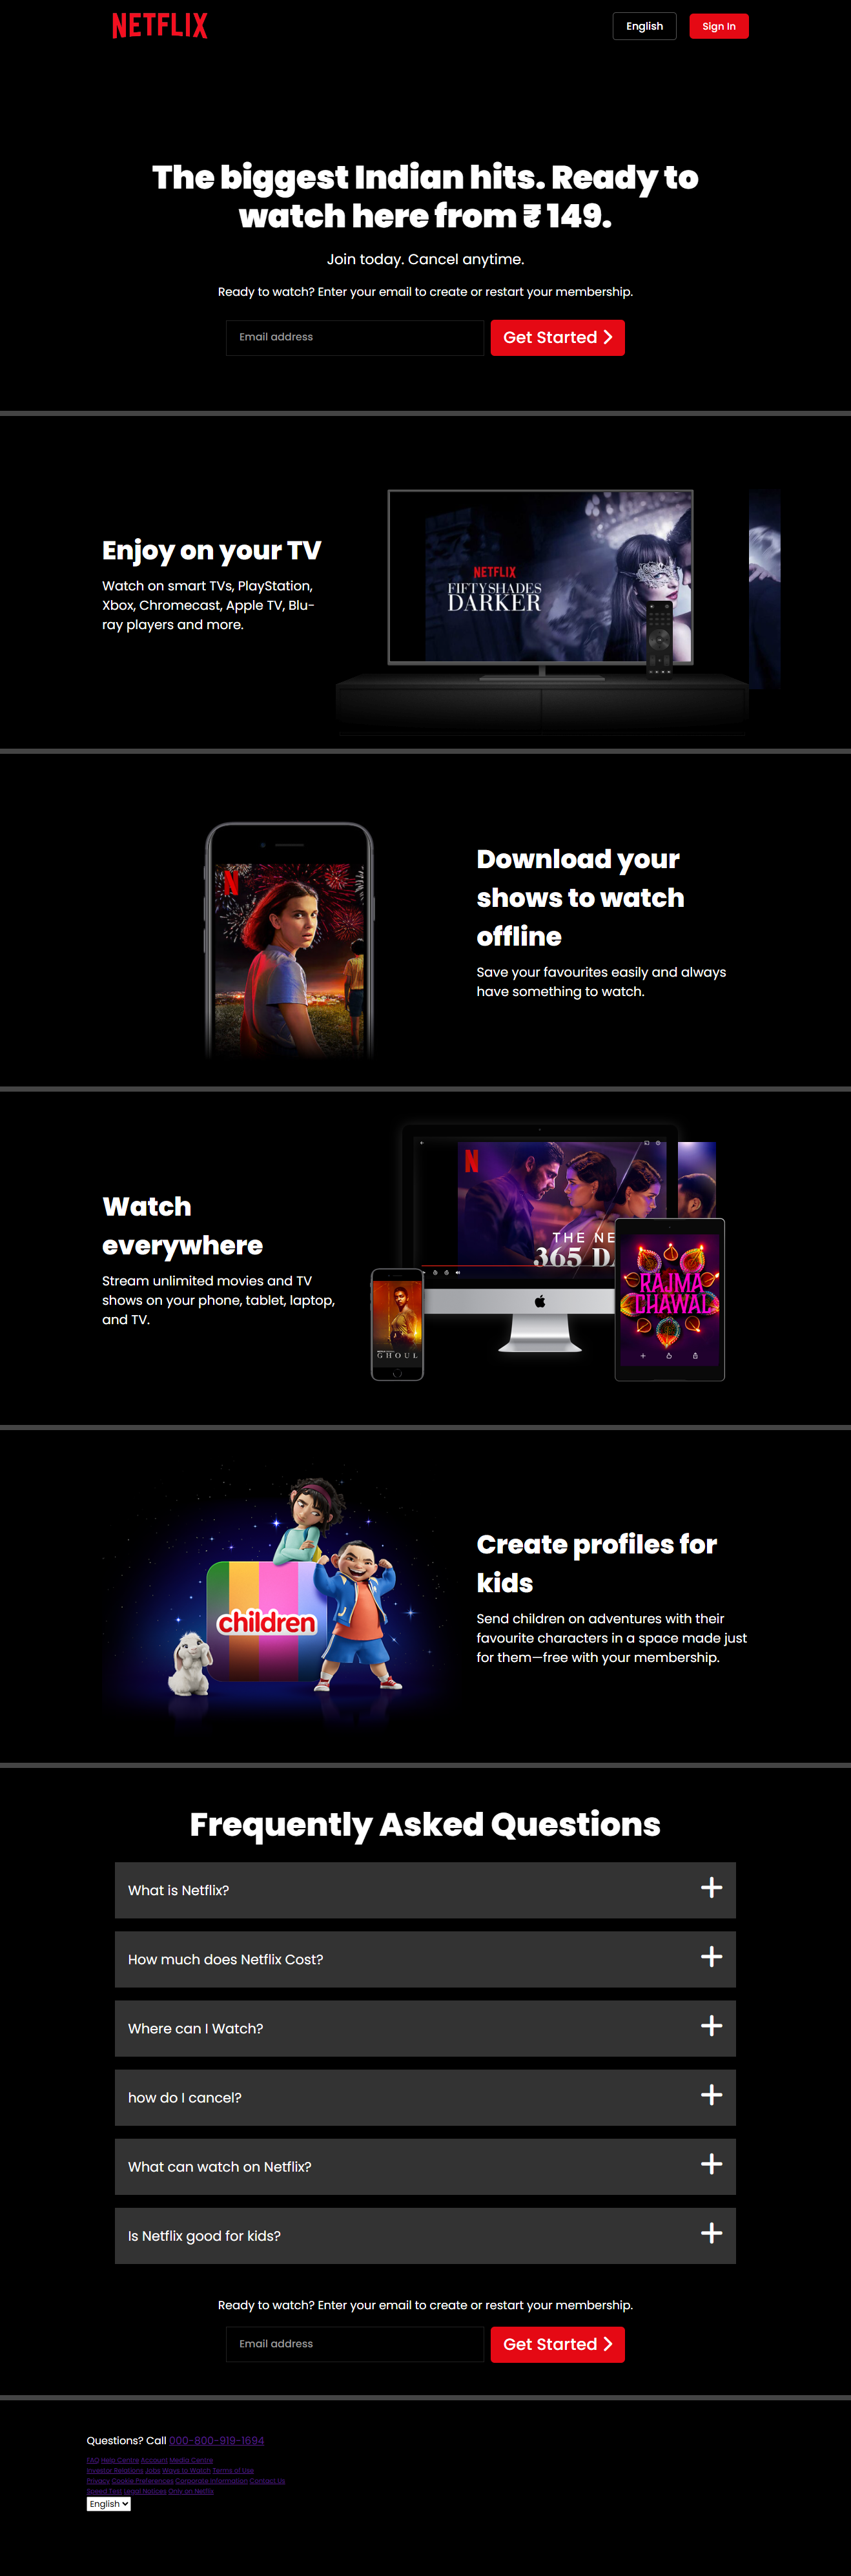 NETFLIX
English
Sign In
The biggest Indian hits. Ready to
watch here from ₹ 149.
Join today. Cancel anytime.
Ready to watch? Enter your email to create or restart your membership.
Email address
Get Started
Enjoy on your TV
Watch on smart TVs, PlayStation,
Xbox, Chromecast, Apple TV, Blu-
ray players and more.
NETFLIX
FIFTY SHADES
DARKER
N
Download your
shows to watch
offline
Save your favourites easily and always
have something to watch.
Watch
everywhere
Stream unlimited movies and TV
shows on your phone, tablet, laptop,
and TV.
N
THE NE
365 DA
RAJMA
CHAWAL
GHOUL
children
Create profiles for
kids
Send children on adventures with their
favourite characters in a space made just
for them—free with your membership.
Frequently Asked Questions
What is Netflix?
How much does Netflix Cost?
Where can I Watch?
how do I cancel?
What can watch on Netflix?
Is Netflix good for kids?
Ready to watch? Enter your email to create or restart your membership.
Email address
Get Started
Questions? Call 000-800-919-1694
FAQ Help Centre Account Media Centre
Investor Relations Jobs Ways to Watch Terms of Use
Privacy Cookie Preferences Corporate Information Contact Us
Speed Test Legal Notices Only on Netflix
English